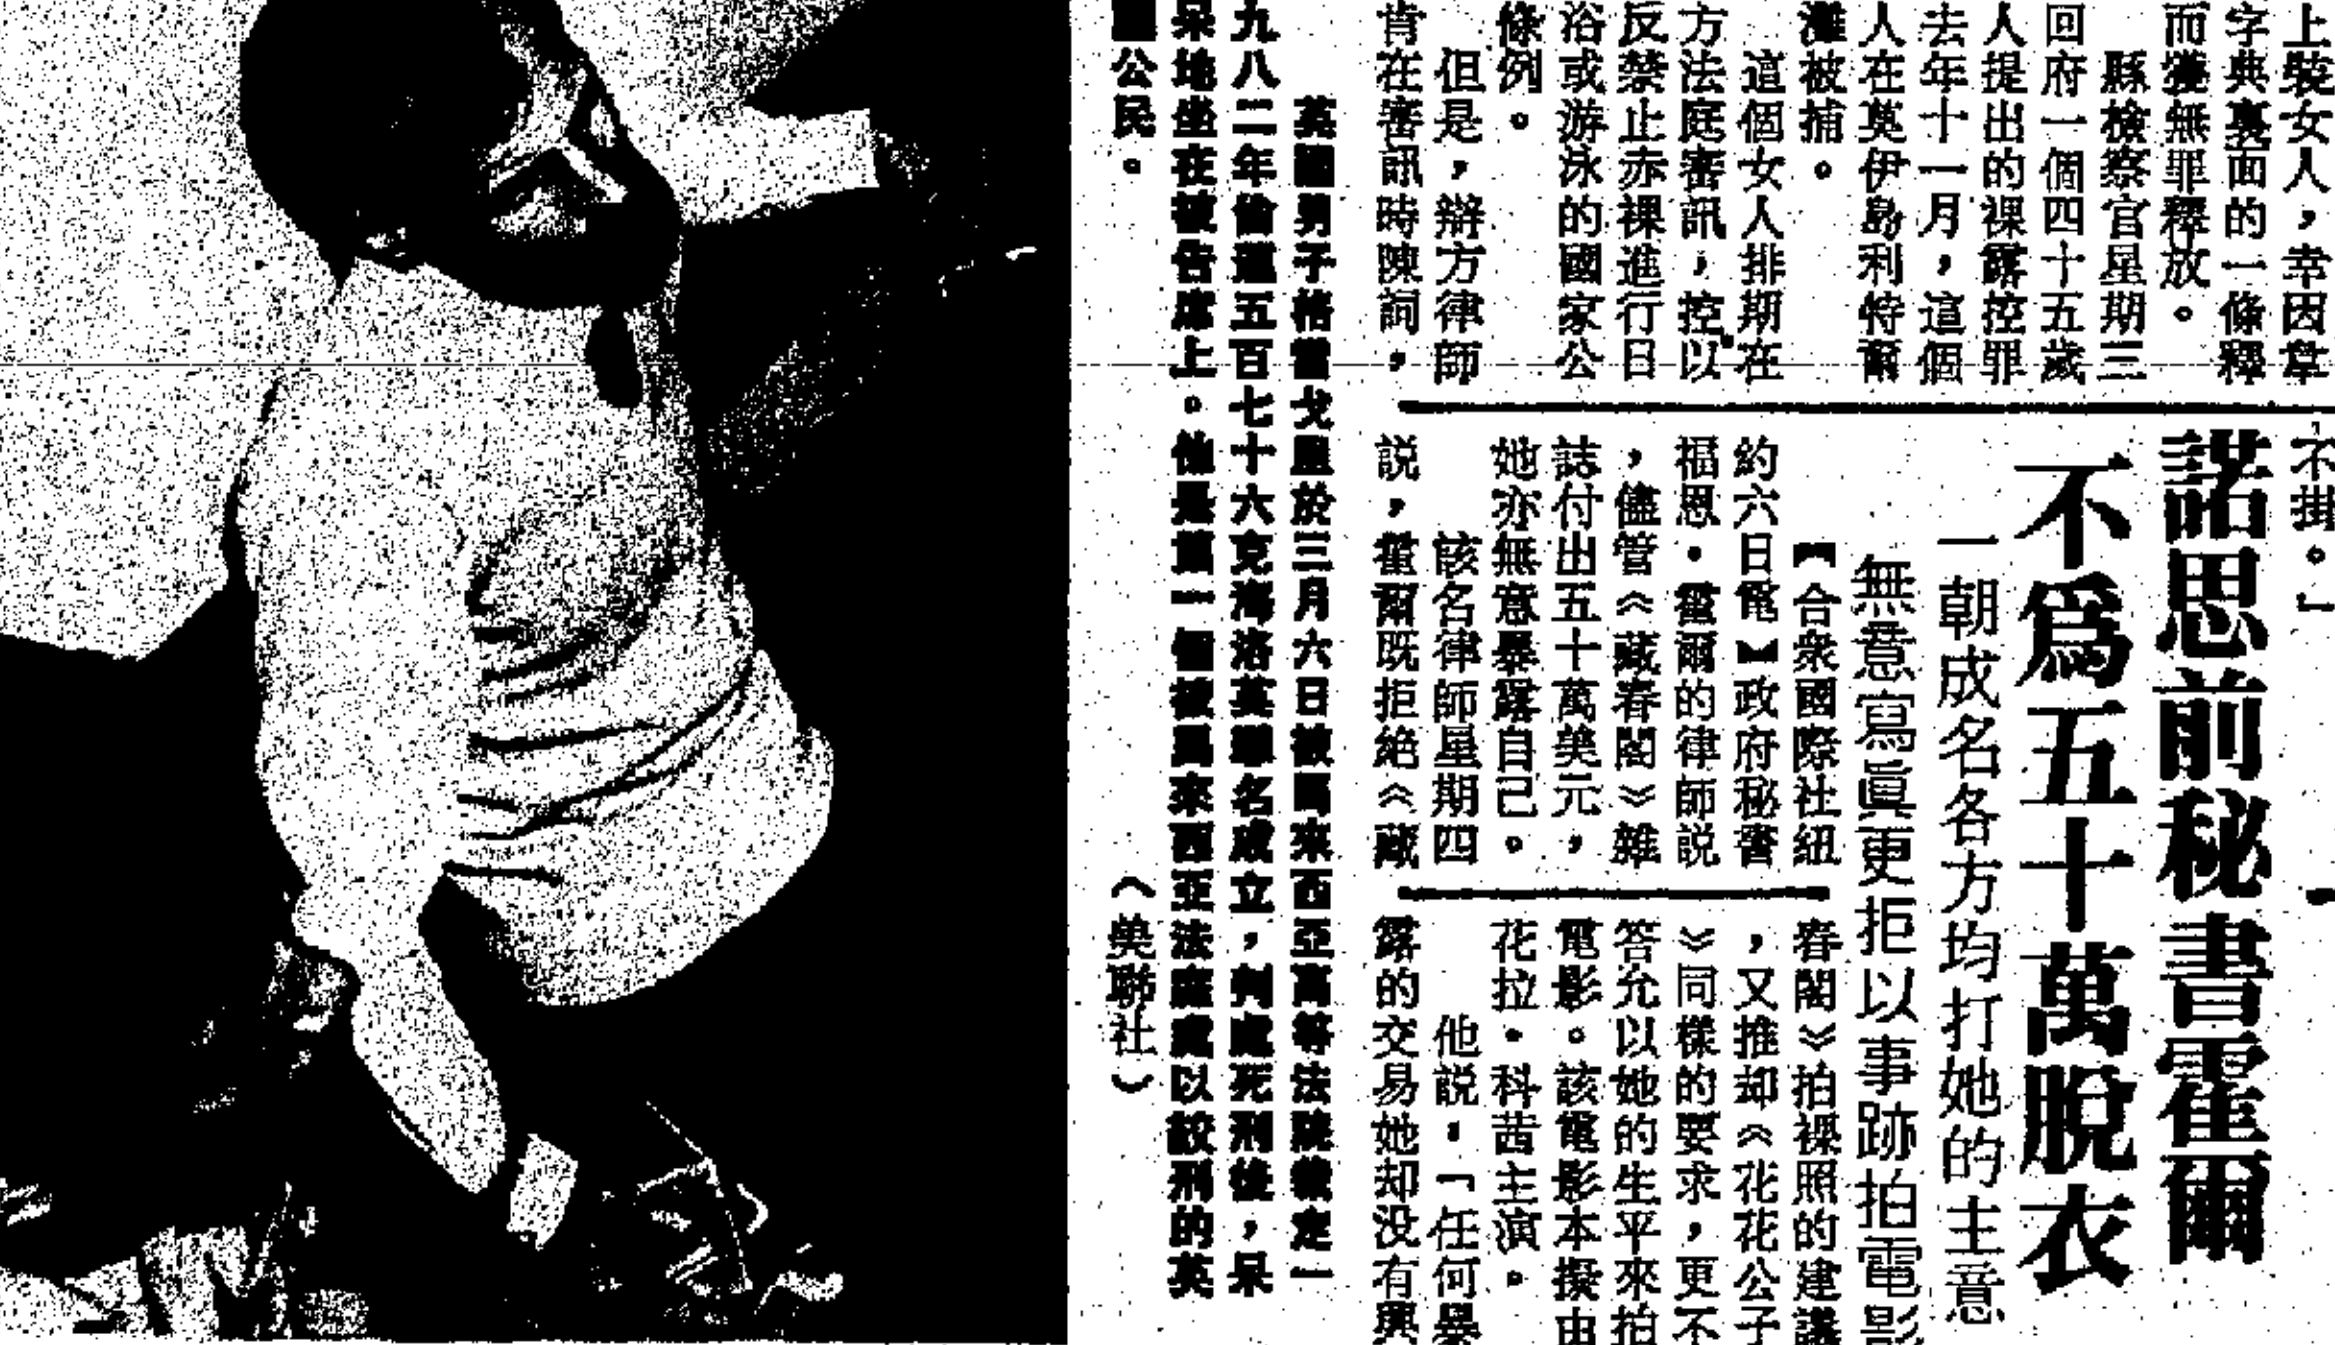 上裝女人，幸因拿
字典裏面的一條釋
而獲無罪釋放。
縣檢察官星期三
回府一個四十五歲
人提出的裸露控罪
去年十一月，這個
人在莫伊島利特爾
灘被捕。
這個女人排期在
方法庭審訊，控以
反禁止赤裸進行日
浴或游泳的國家公
條例。
但是，辯方律師
肯在審訊時陳詞，
不掛。」
諾思前秘書霍爾
不爲五十萬脫衣
一朝成名各方均打她的主意
無意寫眞更拒以事跡拍電影
【合衆國際社紐
約六日電】政府秘書
福思·霍爾的律師説
，儘管《藏春閣》雜
誌付出五十萬美元，
她亦無意暴露自己。
該名律師星期四
説，霍爾既拒絶《藏
春閣》拍裸照的建議
，又推却《花花公子
》同樣的要求，更不
答允以她的生平來拍
電影。該電影本擬由
花拉·科茜主演。
他説，「任何暴
露的交易她却没有興
英國男子格當戈里於三月六日被馬來西亞高等法院裁定一
九八二年偷運五百七十六克海洛英罪名成立，判處死刑後，呆
呆地坐在被告席上。他是第一個被馬來西亞法庭處以絞刑的英
國公民。
（美聯社）